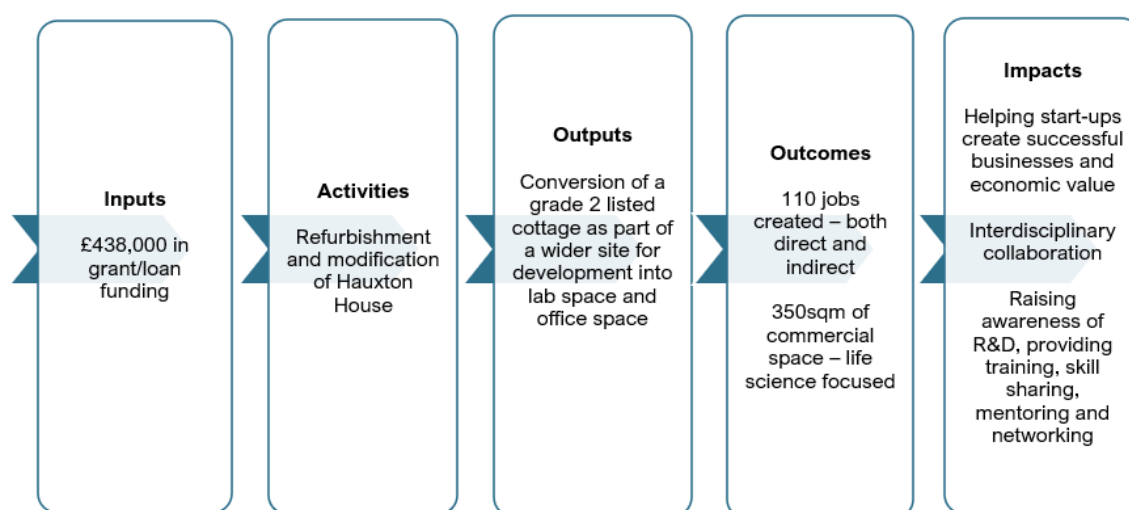 Inputs
£438,000 in
grant/loan
funding
Activities
Refurbishment
and modification
of Hauxton
House
Outputs
Conversion of a
grade 2 listed
cottage as part of
a wider site for
development into
lab space and
office space
Outcomes
110 jobs
created – both
direct and
indirect
350sqm of
commercial
space – life
science focused
Impacts
Helping start-ups
create successful
businesses and
economic value
Interdisciplinary
collaboration
Raising
awareness of
R&D, providing
training, skill
sharing,
mentoring and
networking